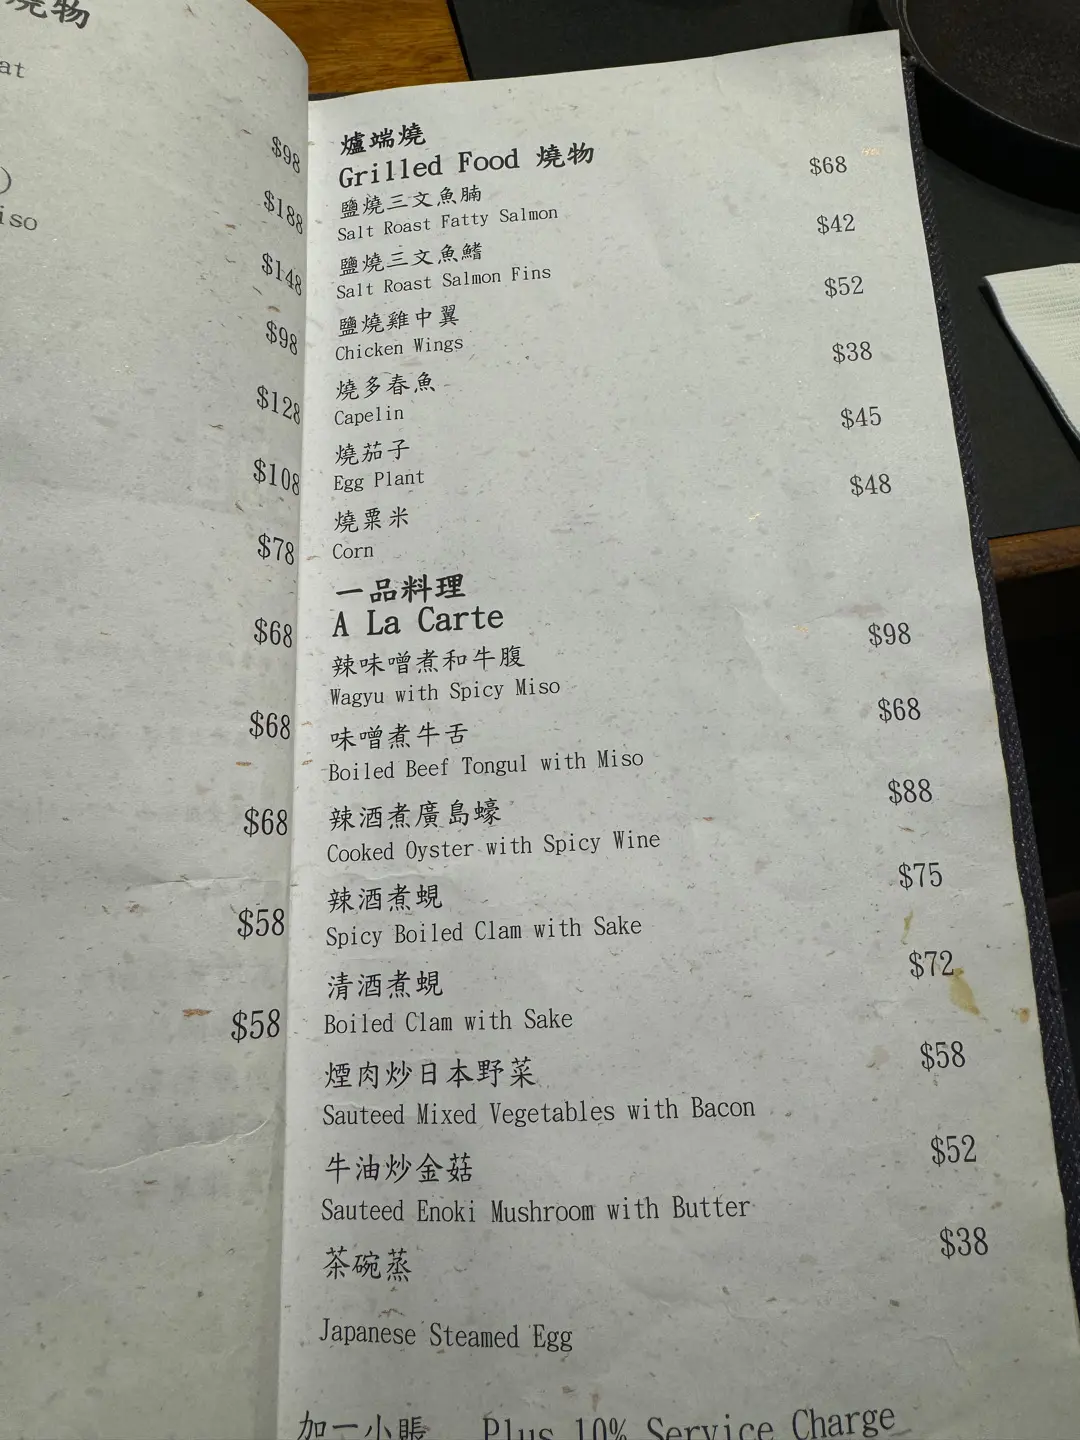 燒物
at
$98
)
iso
$188
$148
$98
$128
$108
$78
$68
$68
$68
$58
$58
爐端燒
Grilled Food 燒物
鹽燒三文魚腩 $68
Salt Roast Fatty Salmon
鹽燒三文魚鰭 $42
Salt Roast Salmon Fins
鹽燒雞中翼 $52
Chicken Wings
燒多春魚 $38
Capelin
燒茄子 $45
Egg Plant
燒粟米 $48
Corn
一品料理
A La Carte
辣味噌煮和牛腹 $98
Wagyu with Spicy Miso
味噌煮牛舌 $68
Boiled Beef Tongul with Miso
辣酒煮廣島蠔 $88
Cooked Oyster with Spicy Wine
辣酒煮蜆 $75
Spicy Boiled Clam with Sake
清酒煮蜆 $72
Boiled Clam with Sake
煙肉炒日本野菜 $58
Sauteed Mixed Vegetables with Bacon
牛油炒金菇 $52
Sauteed Enoki Mushroom with Butter
茶碗蒸 $38
Japanese Steamed Egg
加一小賬 Plus 10% Service Charge